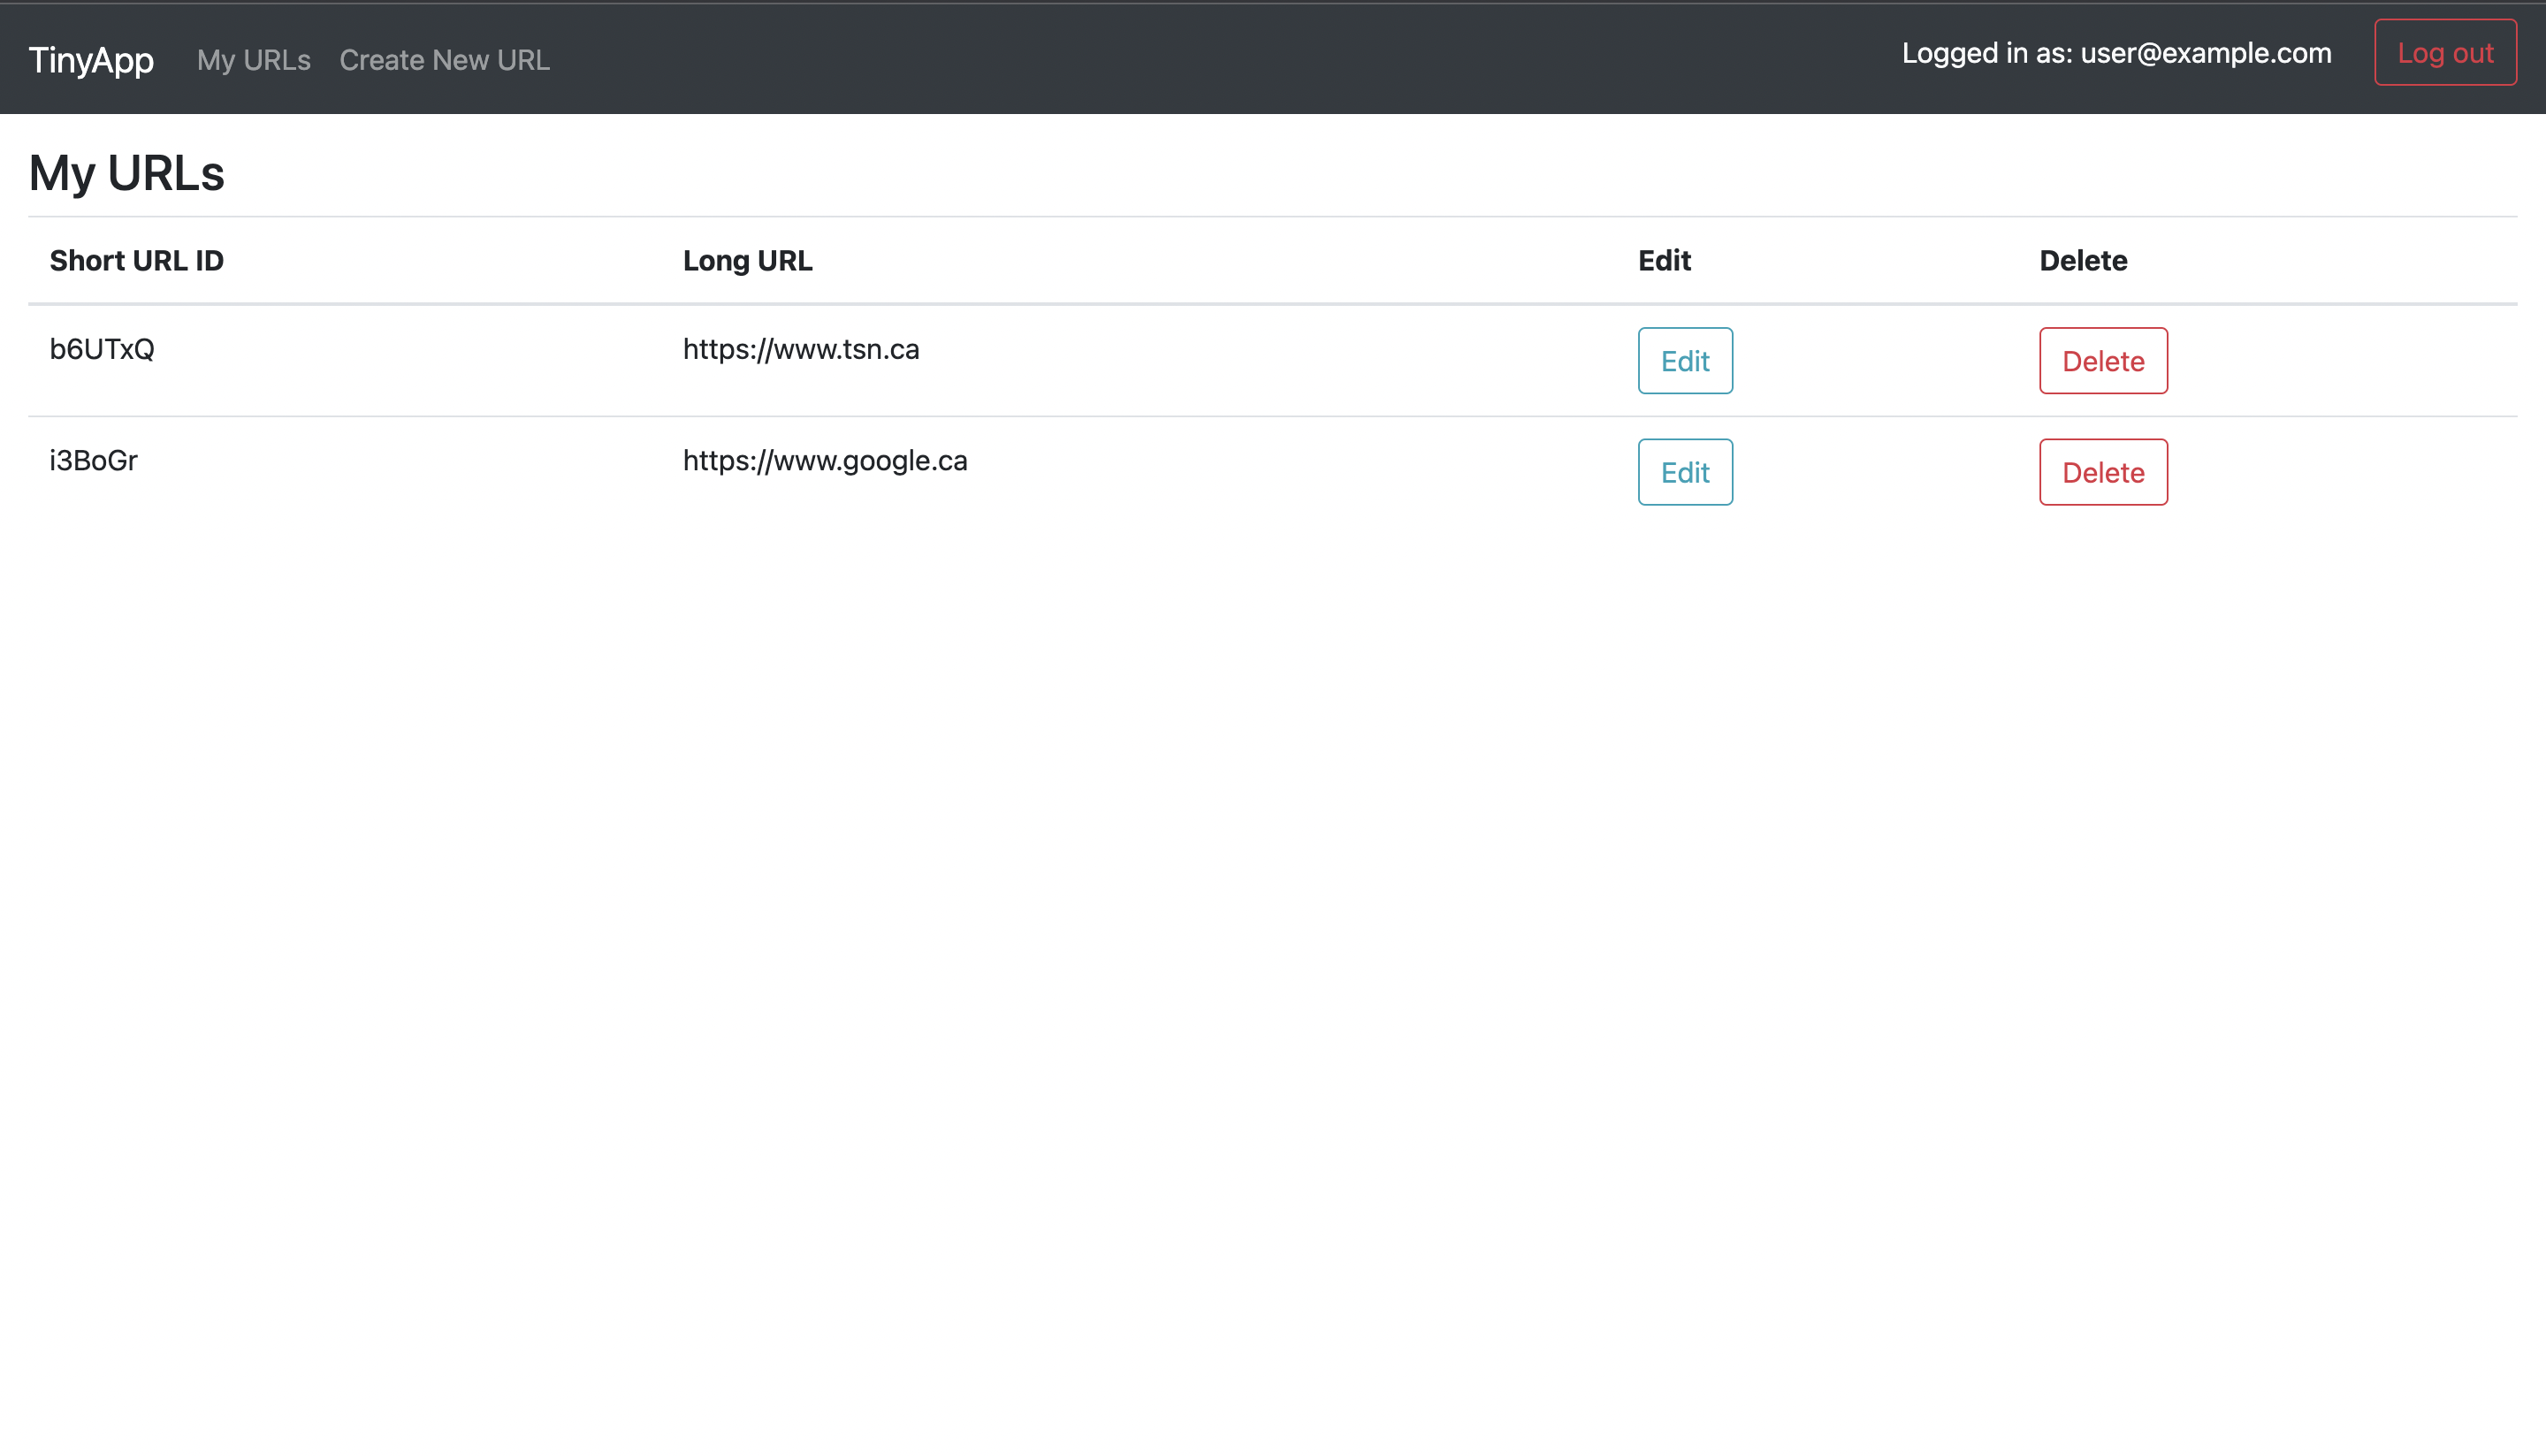 TinyApp My URLs Create New URL Logged in as: user@example.com Log out
My URLs
Short URL ID Long URL Edit Delete
b6UTxQ https://www.tsn.ca Edit Delete
i3BoGr https://www.google.ca Edit Delete